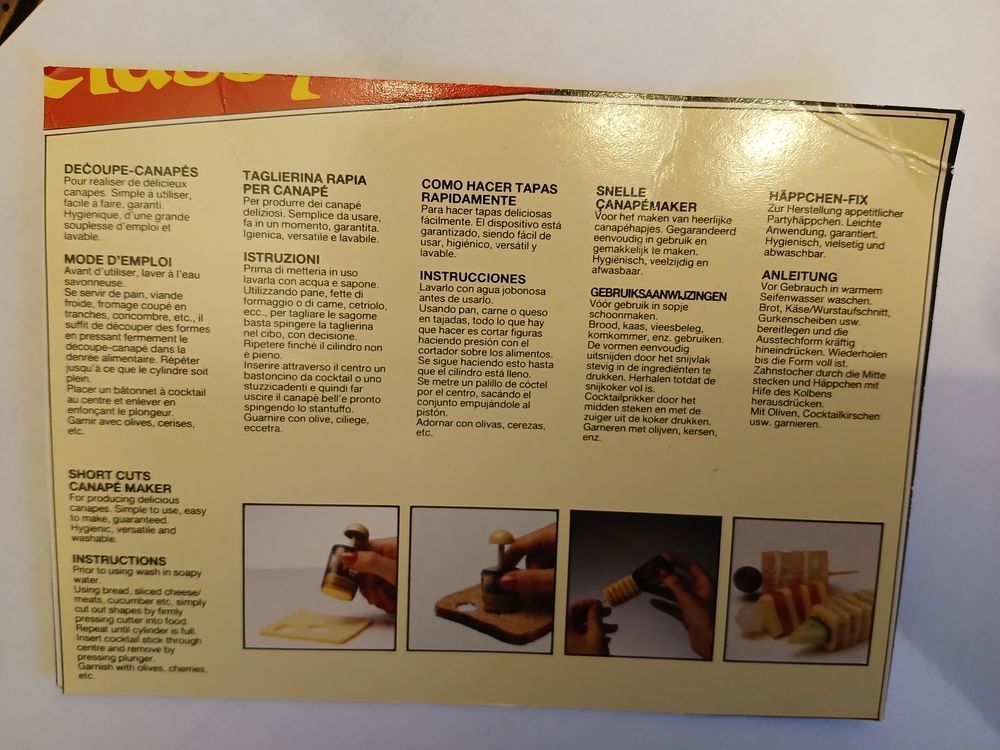 DÉCOUPE-CANAPÉS
Pour réaliser de délicieux
canapés. Simple à utiliser,
facile à faire, garanti.
Hygiénique, d'une grande
souplesse d'emploi et
lavable.
MODE D'EMPLOI
Avant d'utiliser, laver à l'eau
savonneuse.
Se servir de pain, viande
froide, fromage coupé en
tranches, concombre, etc., il
suffit de découper des formes
en pressant fermement le
découpe-canapé dans la
denrée alimentaire. Répéter
jusqu'à ce que le cylindre soit
plein.
Placer un bâtonnet à cocktail
au centre et enlever en
enfonçant le plongeur.
Garnir avec olives, cerises,
etc.
TAGLIERINA RAPIA
PER CANAPÉ
Per produrre dei canapé
deliziosi. Semplice da usare,
fa in un momento, garantita.
Igienica, versatile e lavabile.
ISTRUZIONI
Prima di metteria in uso
lavarla con acqua e sapone.
Utilizzando pane, fette di
formaggio o di carne, cetriolo,
ecc., per tagliare le sagome
basta spingere la taglierina
nel cibo, con decisione.
Ripetere finché il cilindro non
è pieno.
Inserire attraverso il centro un
bastoncino da cocktail o uno
stuzzicadenti e quindi far
uscire il canapè bell'e pronto
spingendo lo stantuffo.
Guarnire con olive, ciliege,
eccetra.
COMO HACER TAPAS
RAPIDAMENTE
Para hacer tapas deliciosas
fácilmente. El dispositivo está
garantizado, siendo fácil de
usar, higiénico, versátil y
lavable.
INSTRUCCIONES
Lavarlo con agua jobonosa
antes de usarlo.
Usando pan, carne o queso
en tajadas, todo lo que hay
que hacer es cortar figuras
haciendo presión con el
cortador sobre los alimentos.
Se sigue haciendo esto hasta
que el cilindro está lleno.
Se metre un palillo de cóctel
por el centro, sacándo el
conjunto empujándole al
pistón.
Adornar con olivas, cerezas,
etc.
SNELLE
CANAPÉMAKER
Voor het maken van heerlijke
canapéhapjes. Gegarandeerd
eenvoudig in gebruik en
gemakkelijk te maken.
Hygiënisch, veelzijdig en
afwasbaar.
GEBRUIKSAANWIJZINGEN
Vóór gebruik in sopje
schoonmaken.
Brood, kaas, vieesbeleg,
komkommer, enz. gebruiken.
De vormen eenvoudig
uitsnijden door het snijvlak
stevig in de ingrediënten te
drukken. Herhalen totdat de
snijkoker vol is.
Cocktailprikker door het
midden steken en met de
zuiger uit de koker drukken.
Garneren met olijven, kersen,
enz.
HÄPPCHEN-FIX
Zur Herstellung appetitlicher
Partyhäppchen. Leichte
Anwendung, garantiert.
Hygienisch, vielseitig und
abwaschbar.
ANLEITUNG
Vor Gebrauch in warmem
Seifenwasser waschen.
Brot, Käse/Wurstaufschnitt,
Gurkenscheiben usw.
bereitlegen und die
Ausstechform kräftig
hineindrücken. Wiederholen
bis die Form voll ist.
Zahnstocher durch die Mitte
stecken und Häppchen mit
Hife des Kolbens
herausdrücken.
Mit Oliven, Cocktailkirschen
usw. garnieren.
SHORT CUTS
CANAPÉ MAKER
For producing delicious
canapes. Simple to use, easy
to make, guaranteed.
Hygienic, versatile and
washable.
INSTRUCTIONS
Prior to using wash in soapy
water.
Using bread, sliced cheese/
meats, cucumber etc, simply
cut out shapes by firmly
pressing cutter into food.
Repeat until cylinder is full.
Insert cocktail stick through
centre and remove by
pressing plunger.
Garnish with olives, cherries,
etc.